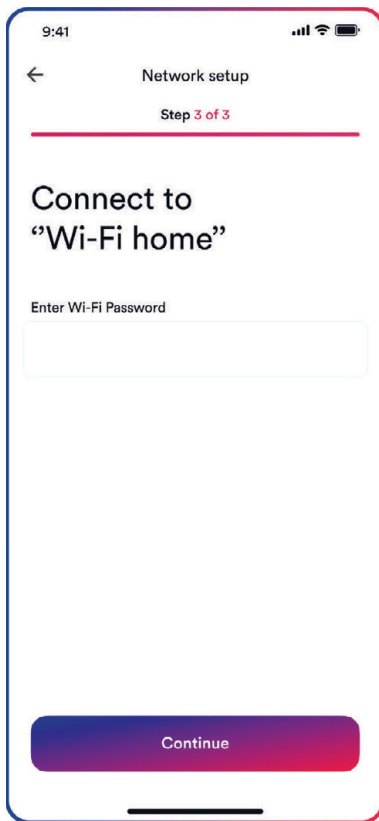 9:41
Network setup
Step 3 of 3
Connect to
‘’Wi-Fi home’’
Enter Wi-Fi Password
Continue